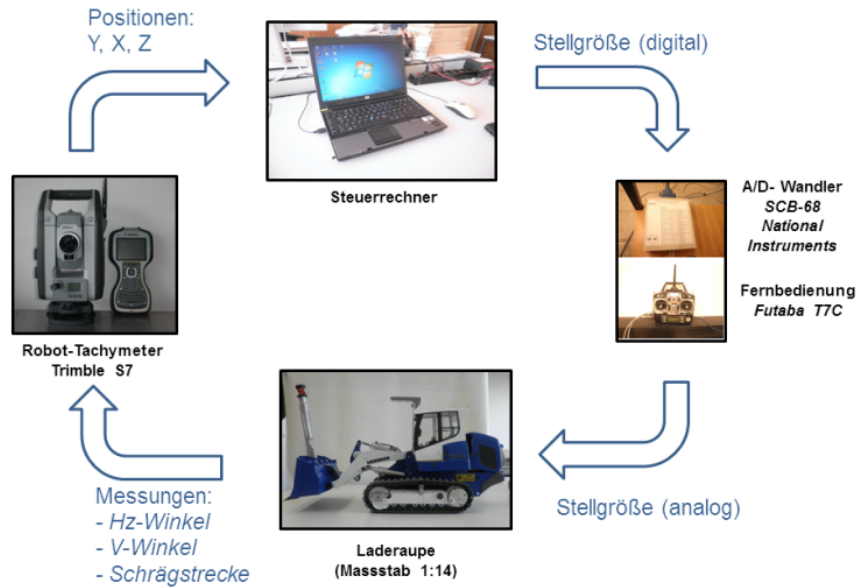 Positionen:
Y, X, Z
Stellgröße (digital)
Steuerrechner
A/D- Wandler
SCB-68
National
Instruments
Fernbedienung
Futaba T7C
Robot-Tachymeter
Trimble S7
Messungen:
- Hz-Winkel
- V-Winkel
- Schrägstrecke
Laderaupe
(Massstab 1:14)
Stellgröße (analog)